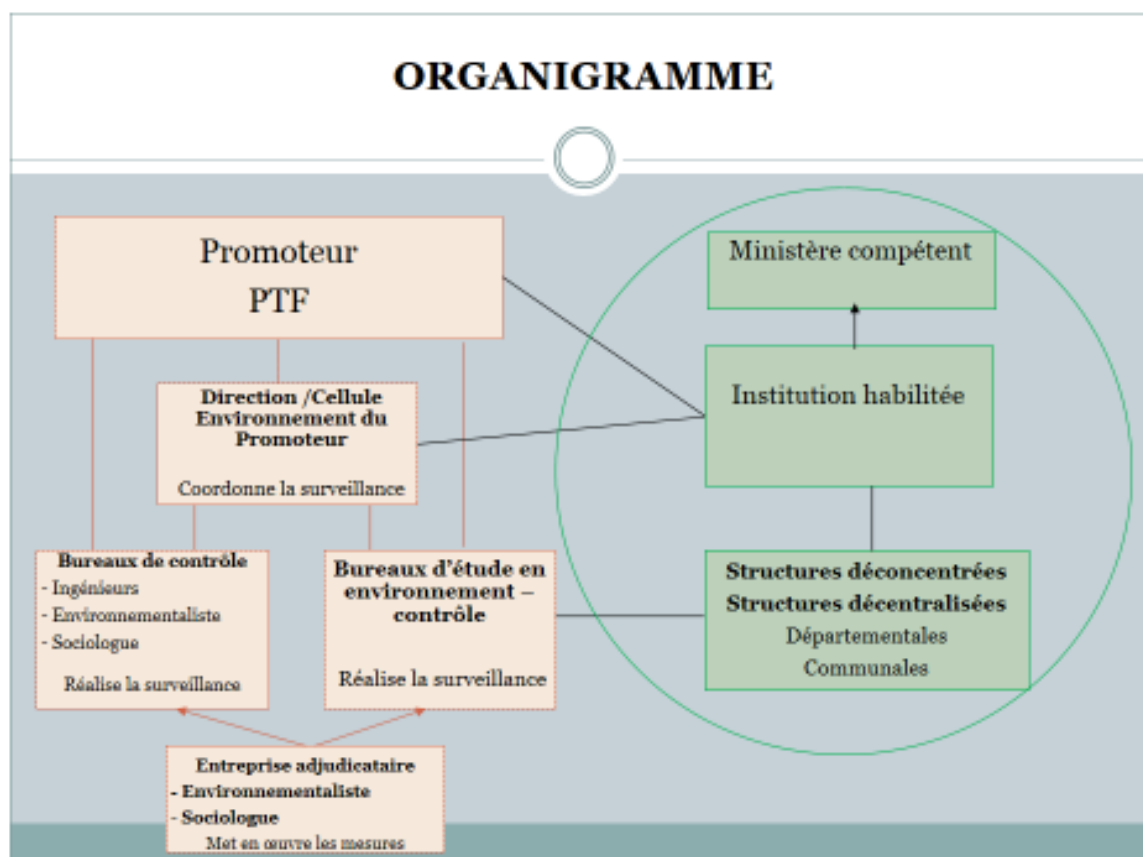 ORGANIGRAMME
Promoteur
PTF
Direction /Cellule
Environnement du
Promoteur
Coordonne la surveillance
Bureaux de contrôle
- Ingénieurs
- Environnementaliste
- Sociologue
Réalise la surveillance
Bureaux d'étude en
environnement –
contrôle
Réalise la surveillance
Entreprise adjudicataire
- Environnementaliste
- Sociologue
Met en œuvre les mesures
Ministère compétent
Institution habilitée
Structures déconcentrées
Structures décentralisées
Départementales
Communales